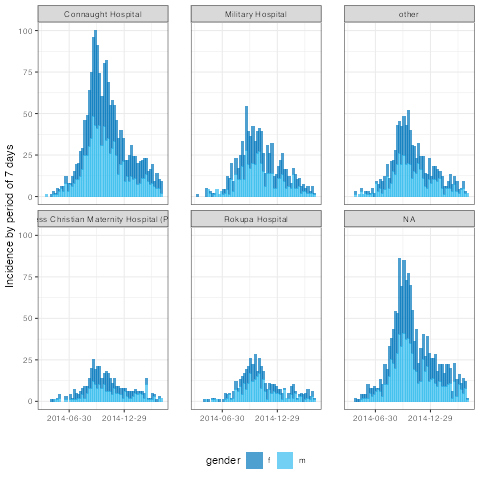 Connaught Hospital
Military Hospital
other
100
75
50
25
0
Incidence by period of 7 days
ss Christian Maternity Hospital (P
Rokupa Hospital
NA
100
75
50
25
0
2014-06-30 2014-12-29
2014-06-30 2014-12-29
2014-06-30 2014-12-29
gender f m